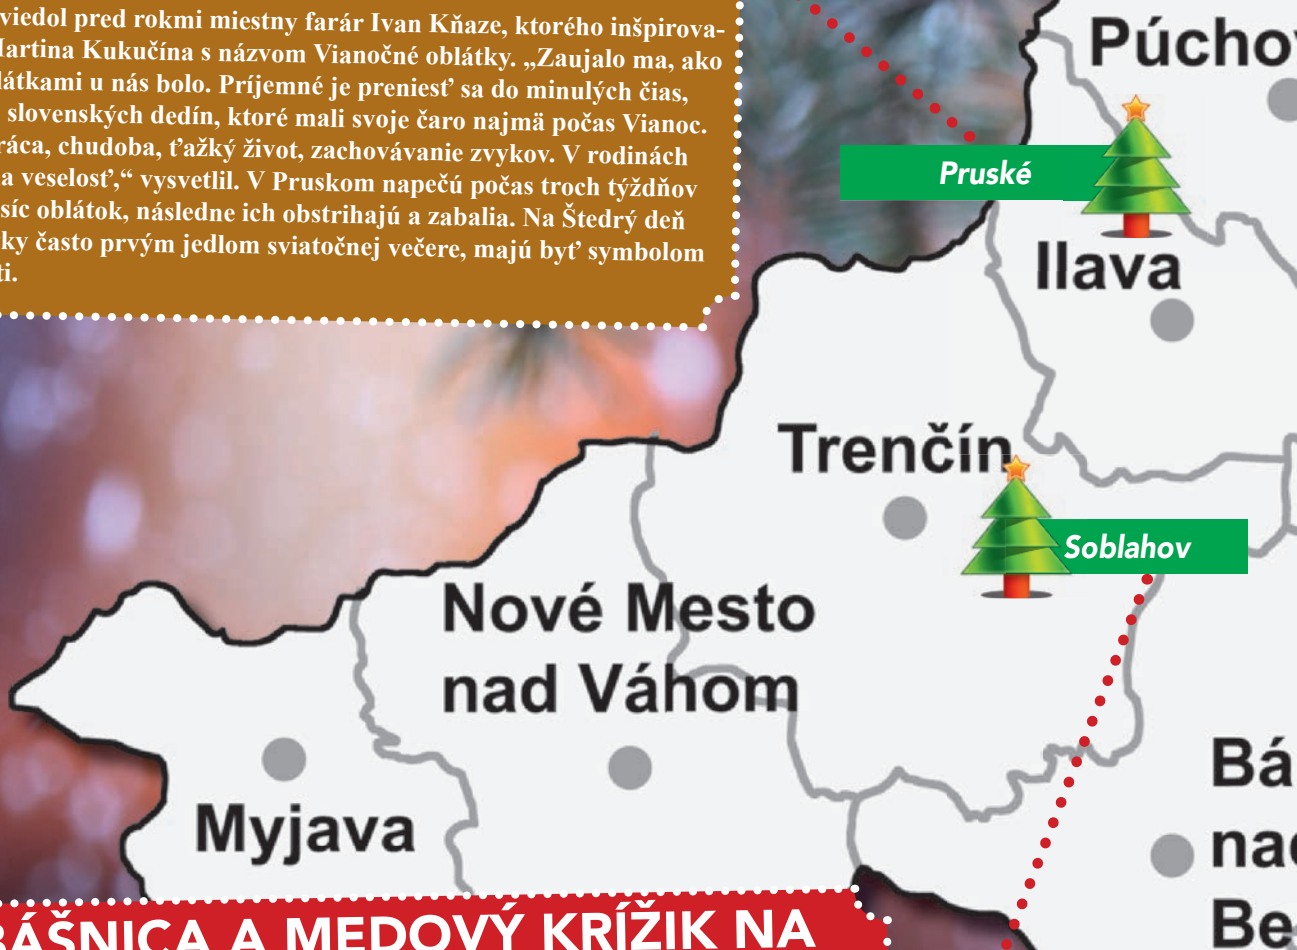 viedol pred rokmi miestny farár Ivan Kňaze, ktorého inšpirova-
Martina Kukučína s názvom Vianočné oblátky. „Zaujalo ma, ako
látkami u nás bolo. Príjemné je preniesť sa do minulých čias,
slovenských dedín, ktoré mali svoje čaro najmä počas Vianoc.
ráca, chudoba, ťažký život, zachovávanie zvykov. V rodinách
a veselosť,“ vysvetlil. V Pruskom napečú počas troch týždňov
síc oblátok, následne ich obstrihajú a zabalia. Na Štedrý deň
ky často prvým jedlom sviatočnej večere, majú byť symbolom
ti.
Púchov
Pruské
Ilava
Trenčín
Soblahov
Nové Mesto
nad Váhom
Myjava
Bá
nad
Be
BÁŠNICA A MEDOVÝ KRÍŽIK NA